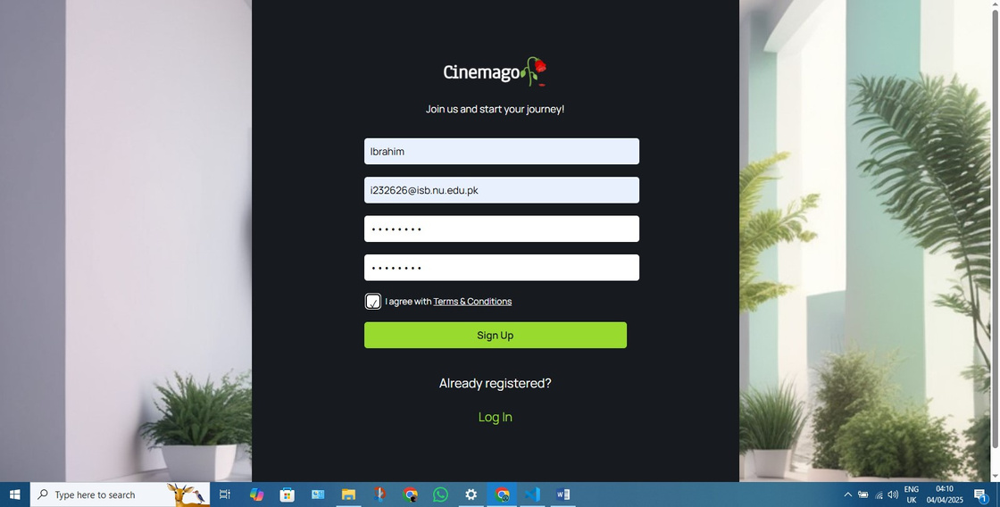 Cinemago
Join us and start your journey!
Ibrahim
i232626@isb.nu.edu.pk
••••••••
••••••••
I agree with Terms & Conditions
Sign Up
Already registered?
Log In
Type here to search
ENG
UK
04:10
04/04/2025
1